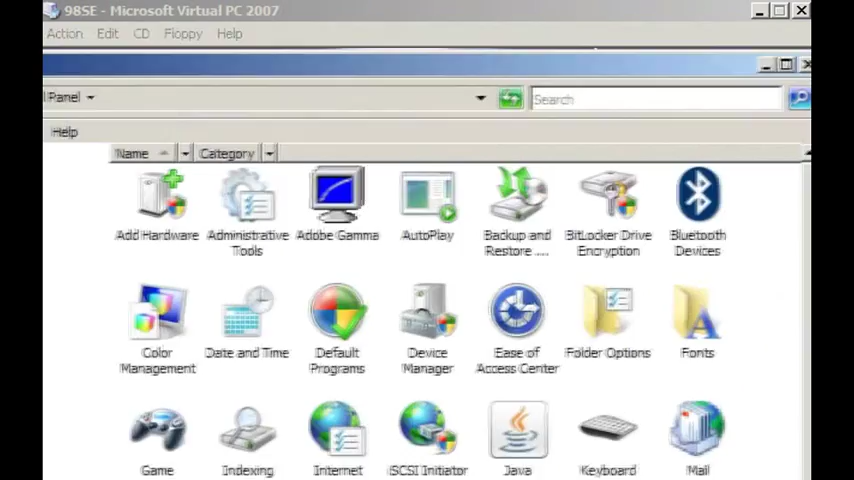 98SE - Microsoft Virtual PC 2007
Action Edit CD Floppy Help
l Panel
Search
Help
Name Category
Add Hardware
Administrative
Tools
Adobe Gamma
AutoPlay
Backup and
Restore ....
BitLocker Drive
Encryption
Bluetooth
Devices
Color
Management
Date and Time
Default
Programs
Device
Manager
Ease of
Access Center
Folder Options
Fonts
Game
Indexing
Internet
iSCSI Initiator
Java
Keyboard
Mail